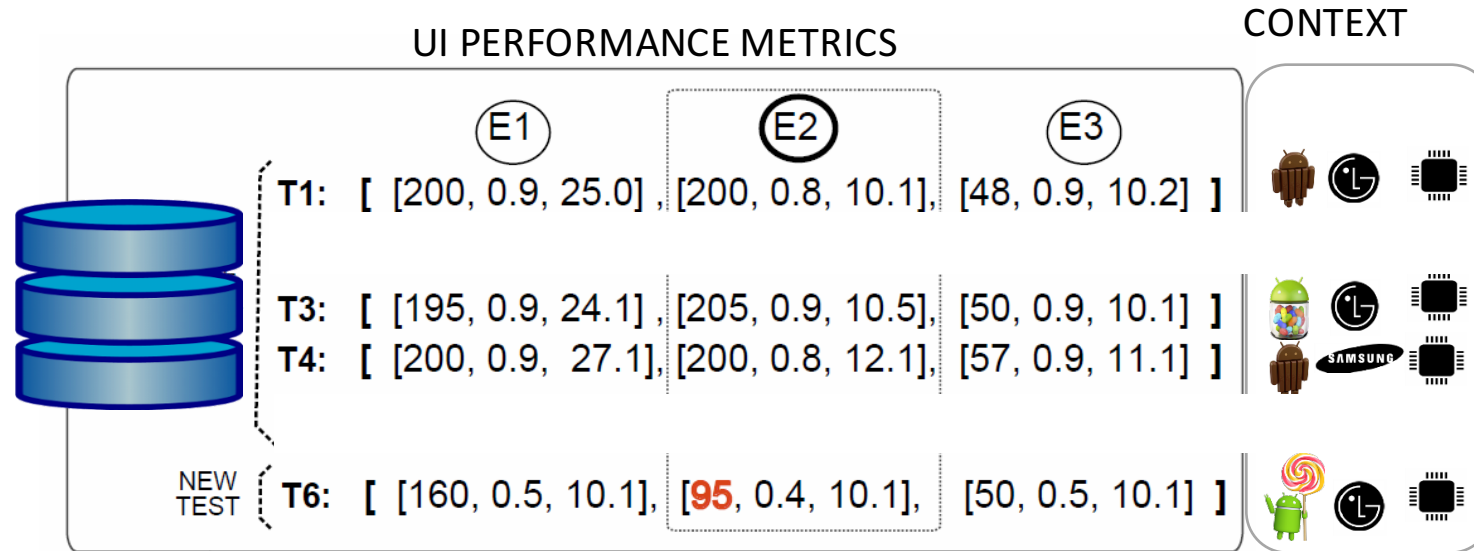 UI PERFORMANCE METRICS
CONTEXT
E1 E2 E3
T1: [ [200, 0.9, 25.0] , [200, 0.8, 10.1], [48, 0.9, 10.2] ]
T3: [ [195, 0.9, 24.1] , [205, 0.9, 10.5], [50, 0.9, 10.1] ]
T4: [ [200, 0.9, 27.1], [200, 0.8, 12.1], [57, 0.9, 11.1] ]
SAMSUNG
NEW
TEST
T6: [ [160, 0.5, 10.1], [95, 0.4, 10.1], [50, 0.5, 10.1] ]